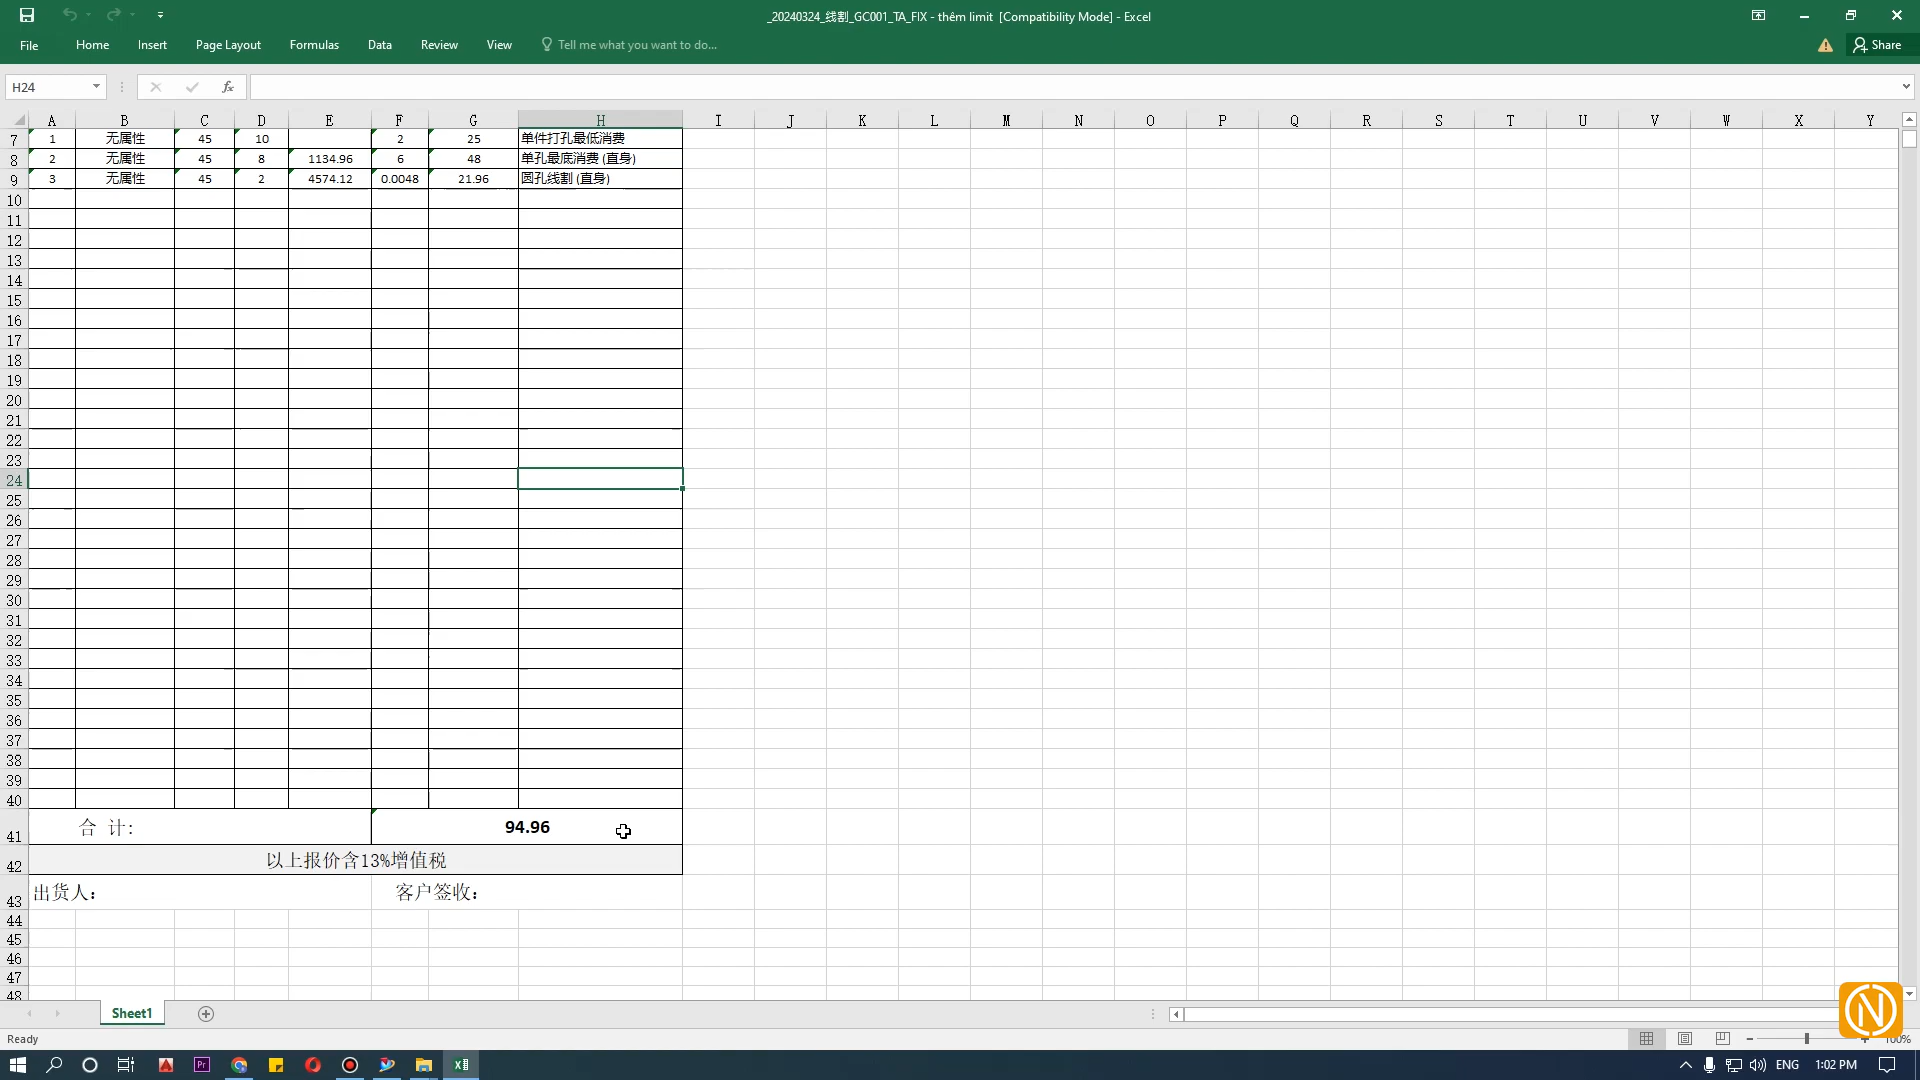 _20240324_线割_GC001_TA_FIX - thêm limit [Compatibility Mode] - Excel
File Home Insert Page Layout Formulas Data Review View Tell me what you want to do... Share
H24 fx
A B C D E F G H I J K L M N O P Q R S T U V W X Y
7 1 无属性 45 10 2 25 单件打孔最低消费
8 2 无属性 45 8 1134.96 6 48 单孔最底消费 (直身)
9 3 无属性 45 2 4574.12 0.0048 21.96 圆孔线割 (直身)
10
11
12
13
14
15
16
17
18
19
20
21
22
23
24
25
26
27
28
29
30
31
32
33
34
35
36
37
38
39
40
41 合 计: 94.96
42 以上报价含13%增值税
43 出货人: 客户签收:
44
45
46
47
48
Sheet1
Ready 100%
Pr ENG 1:02 PM